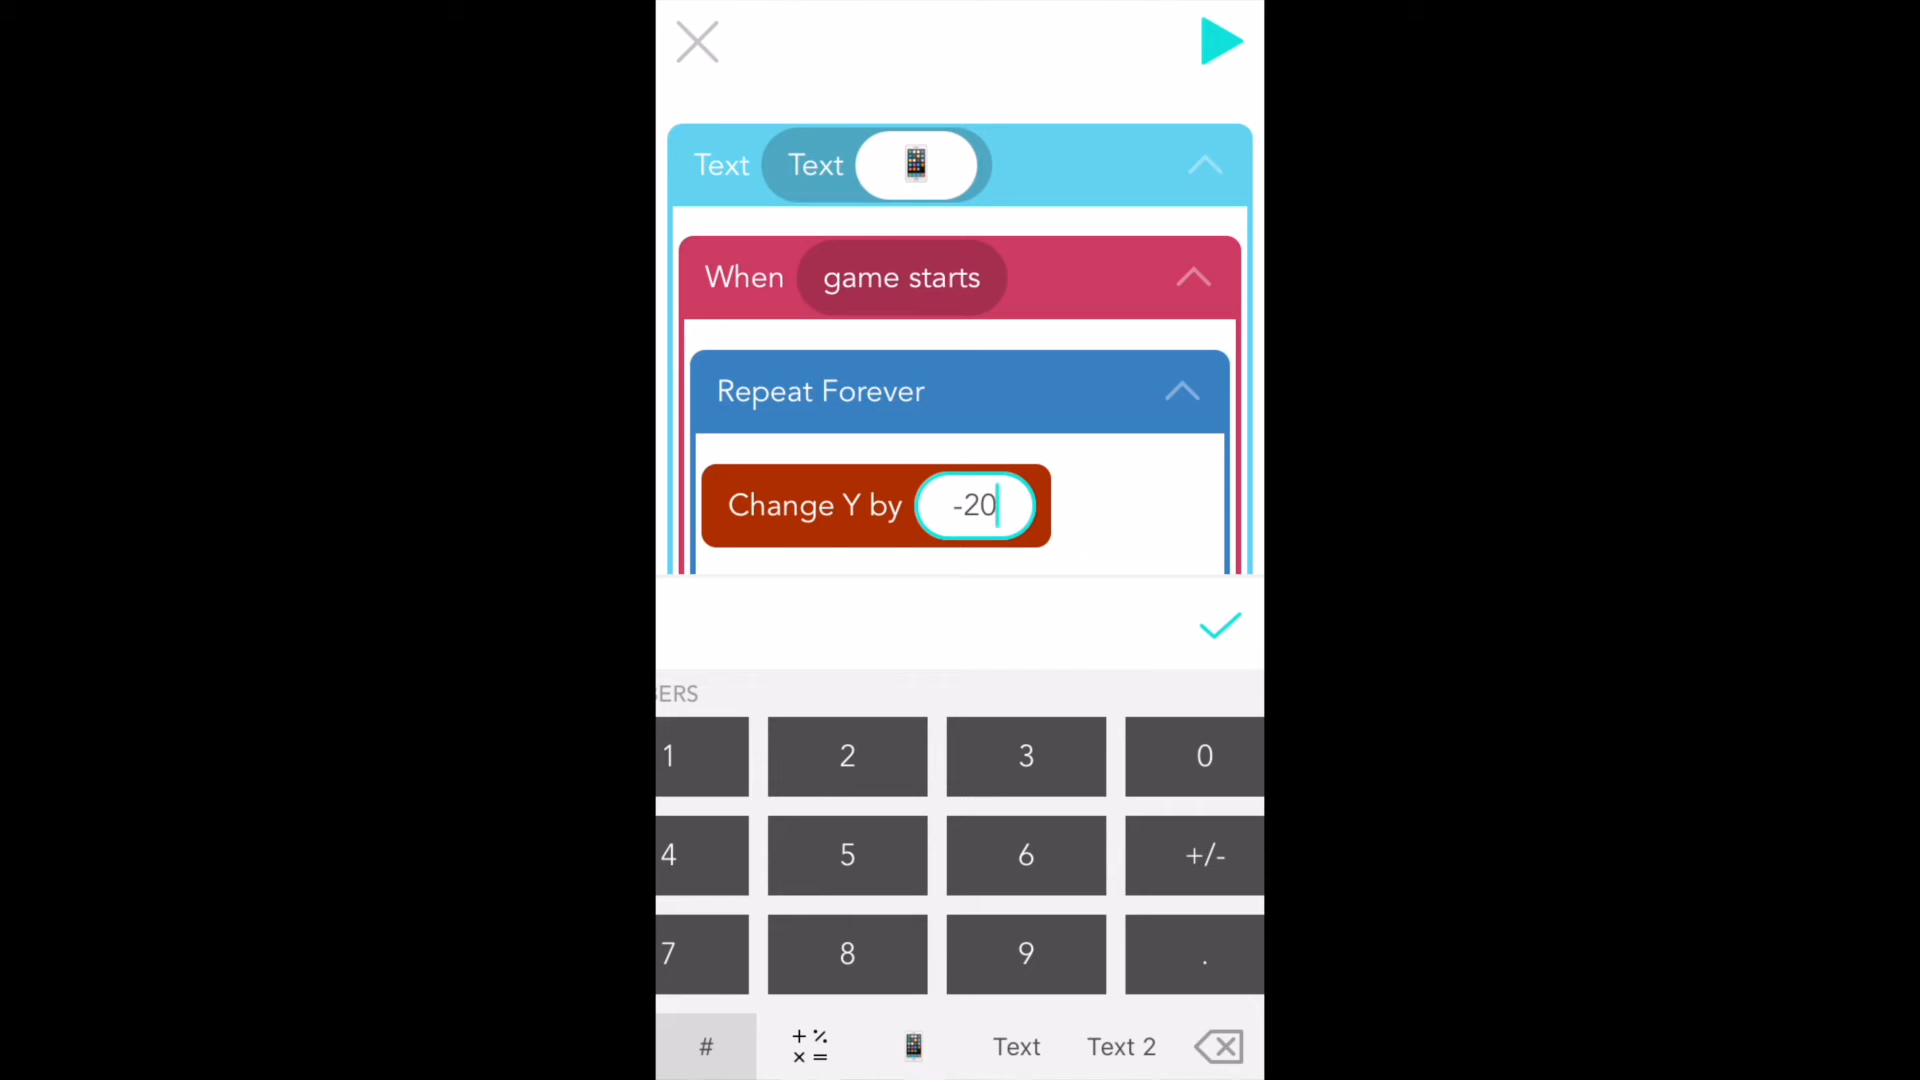 Text Text
When game starts
Repeat Forever
Change Y by -20
BERS
1 2 3 0
4 5 6 +/-
7 8 9 .
# + % × = Text Text 2